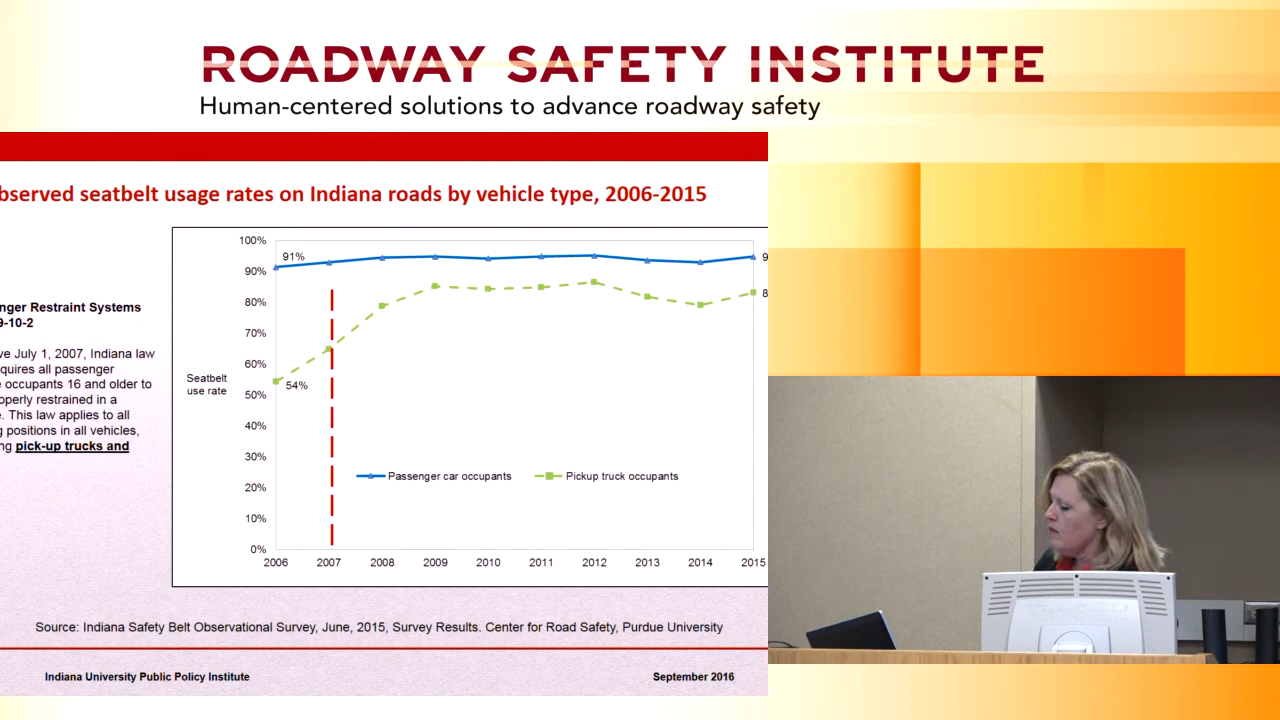 ROADWAY SAFETY INSTITUTE
Human-centered solutions to advance roadway safety
bserved seatbelt usage rates on Indiana roads by vehicle type, 2006-2015
nger Restraint Systems
9-10-2
ve July 1, 2007, Indiana law
quires all passenger
e occupants 16 and older to
operly restrained in a
e. This law applies to all
g positions in all vehicles,
ng pick-up trucks and
Seatbelt
use rate
100%
90%
80%
70%
60%
50%
40%
30%
20%
10%
0%
91%
9
8
54%
Passenger car occupants
Pickup truck occupants
2006 2007 2008 2009 2010 2011 2012 2013 2014 2015
Source: Indiana Safety Belt Observational Survey, June, 2015, Survey Results. Center for Road Safety, Purdue University
Indiana University Public Policy Institute
September 2016